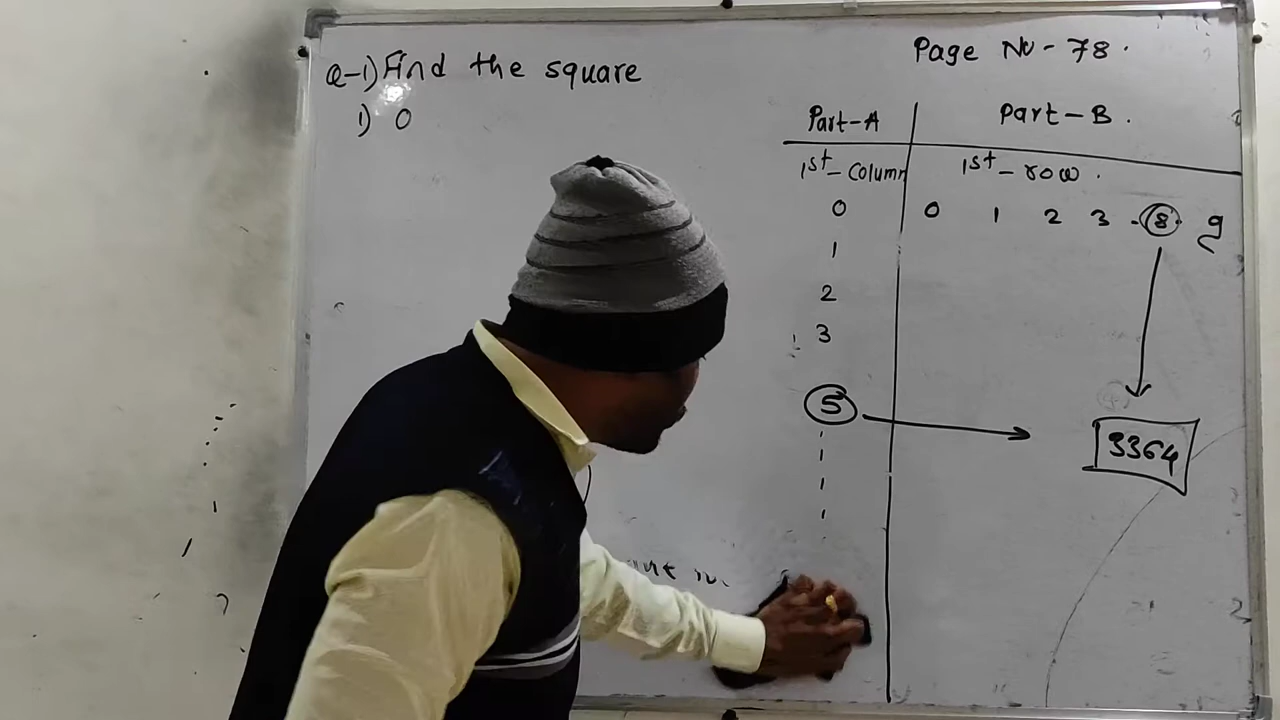 Q-1) Find the square
1) 0
Page No - 78.
Part-A Part-B.
1st-Column 1st-row.
0 0 1 2 3 - 8 - 9
1
2
3
5
3364